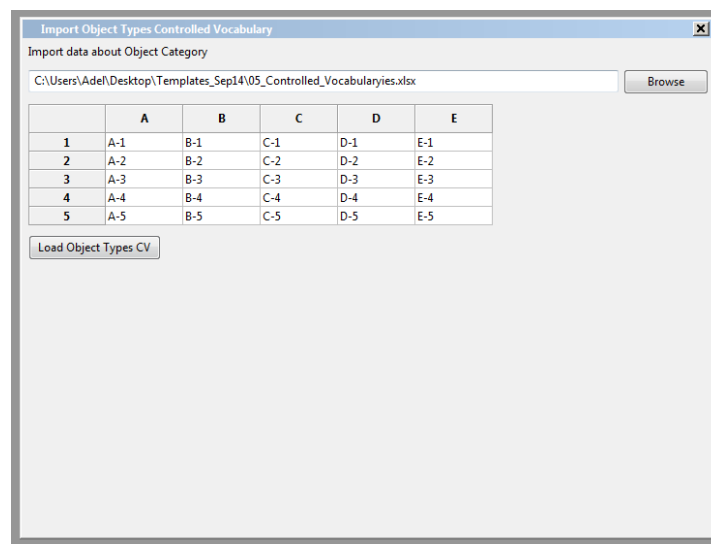 Import Object Types Controlled Vocabulary
Import data about Object Category
C:\Users\Adel\Desktop\Templates_Sep14\05_Controlled_Vocabularyies.xlsx Browse
A B C D E
1 A-1 B-1 C-1 D-1 E-1
2 A-2 B-2 C-2 D-2 E-2
3 A-3 B-3 C-3 D-3 E-3
4 A-4 B-4 C-4 D-4 E-4
5 A-5 B-5 C-5 D-5 E-5
Load Object Types CV